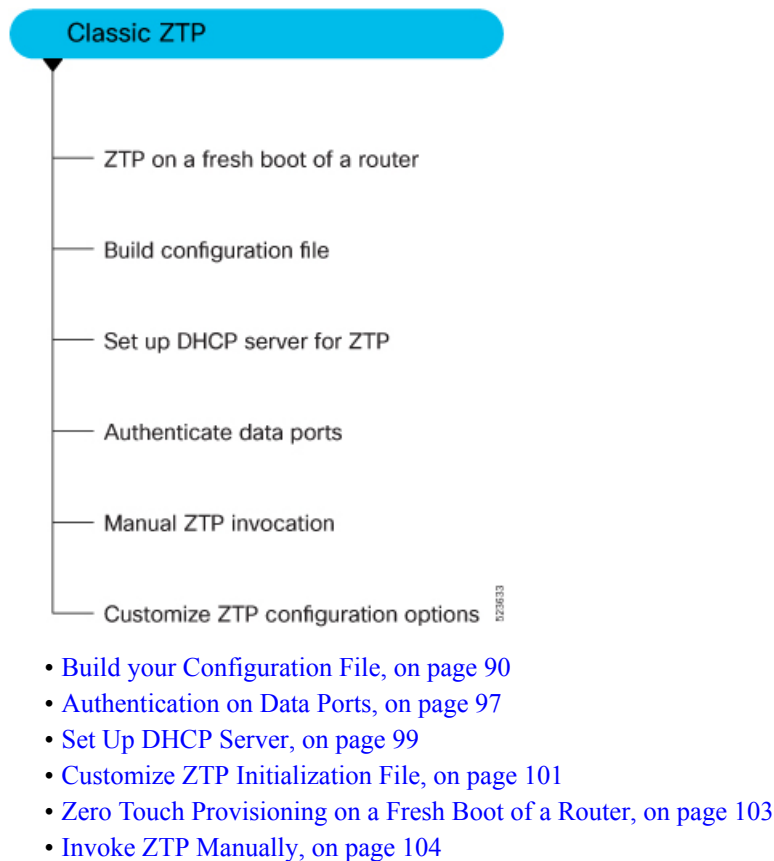 Classic ZTP
ZTP on a fresh boot of a router
Build configuration file
Set up DHCP server for ZTP
Authenticate data ports
Manual ZTP invocation
Customize ZTP configuration options
523633
• Build your Configuration File, on page 90
• Authentication on Data Ports, on page 97
• Set Up DHCP Server, on page 99
• Customize ZTP Initialization File, on page 101
• Zero Touch Provisioning on a Fresh Boot of a Router, on page 103
• Invoke ZTP Manually, on page 104